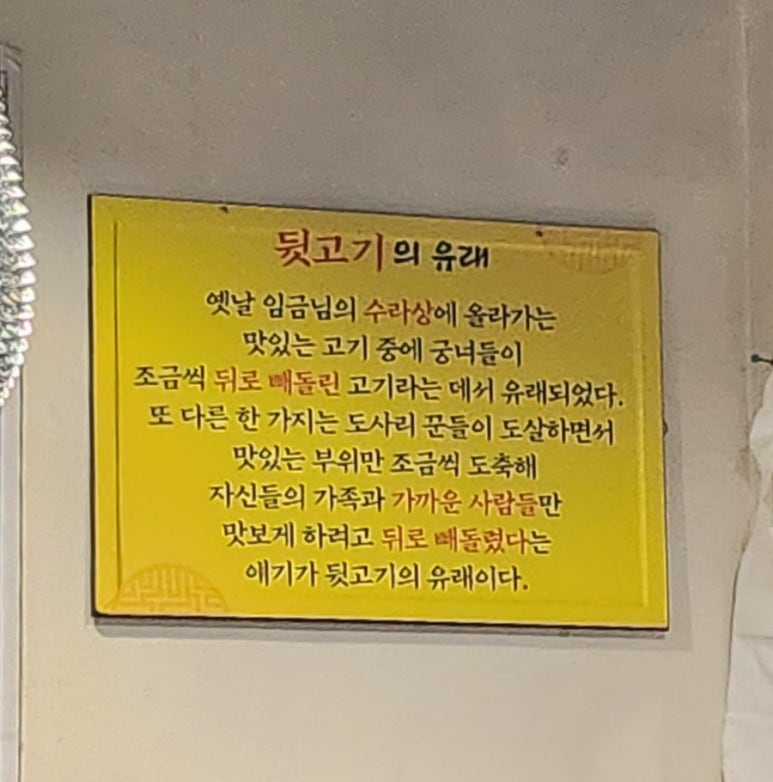 뒷고기의 유래
옛날 임금님의 수라상에 올라가는
맛있는 고기 중에 궁녀들이
조금씩 뒤로 빼돌린 고기라는 데서 유래되었다.
또 다른 한 가지는 도사리 꾼들이 도살하면서
맛있는 부위만 조금씩 도축해
자신들의 가족과 가까운 사람들만
맛보게 하려고 뒤로 빼돌렸다는
얘기가 뒷고기의 유래이다.